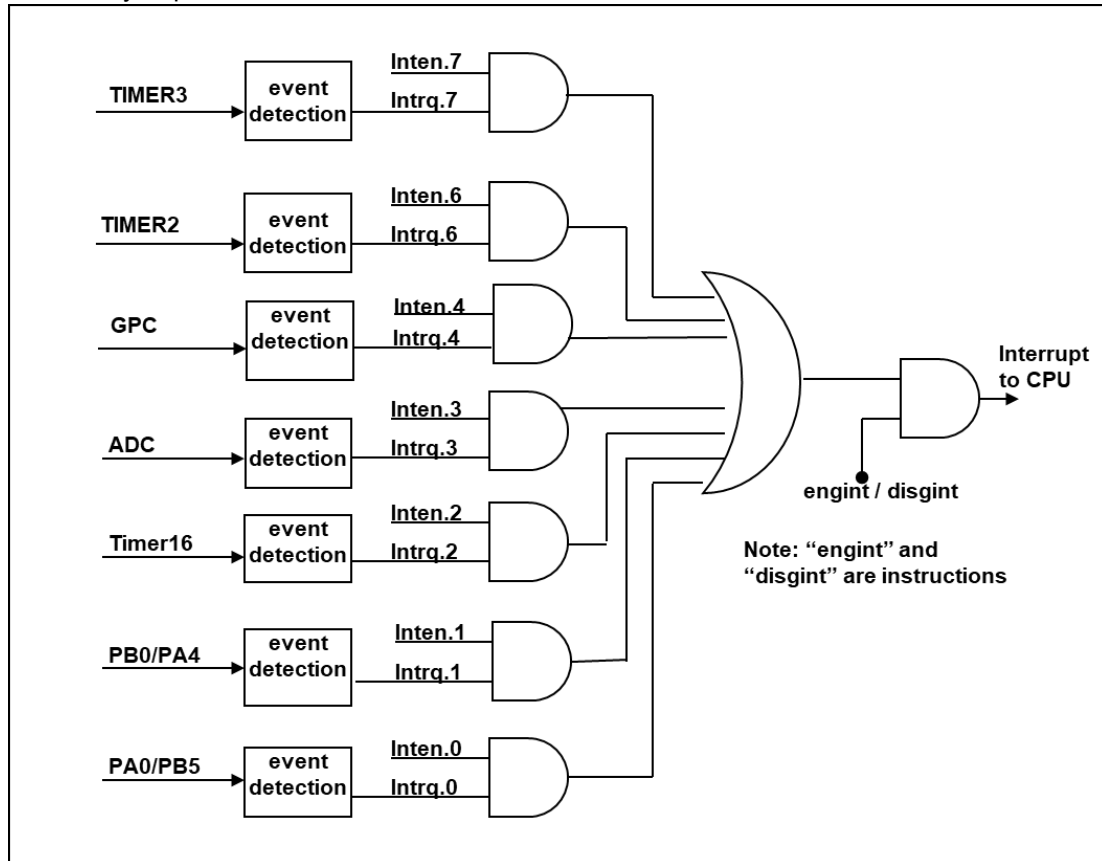 Inten.7
TIMER3
event
detection
Intrq.7
Inten.6
TIMER2
event
detection
Intrq.6
Inten.4
GPC
event
detection
Intrq.4
Inten.3
ADC
event
detection
Intrq.3
Interrupt
to CPU
engint / disgint
Inten.2
Timer16
event
detection
Intrq.2
Note: “engint” and
“disgint” are instructions
Inten.1
PB0/PA4
event
detection
Intrq.1
Inten.0
PA0/PB5
event
detection
Intrq.0